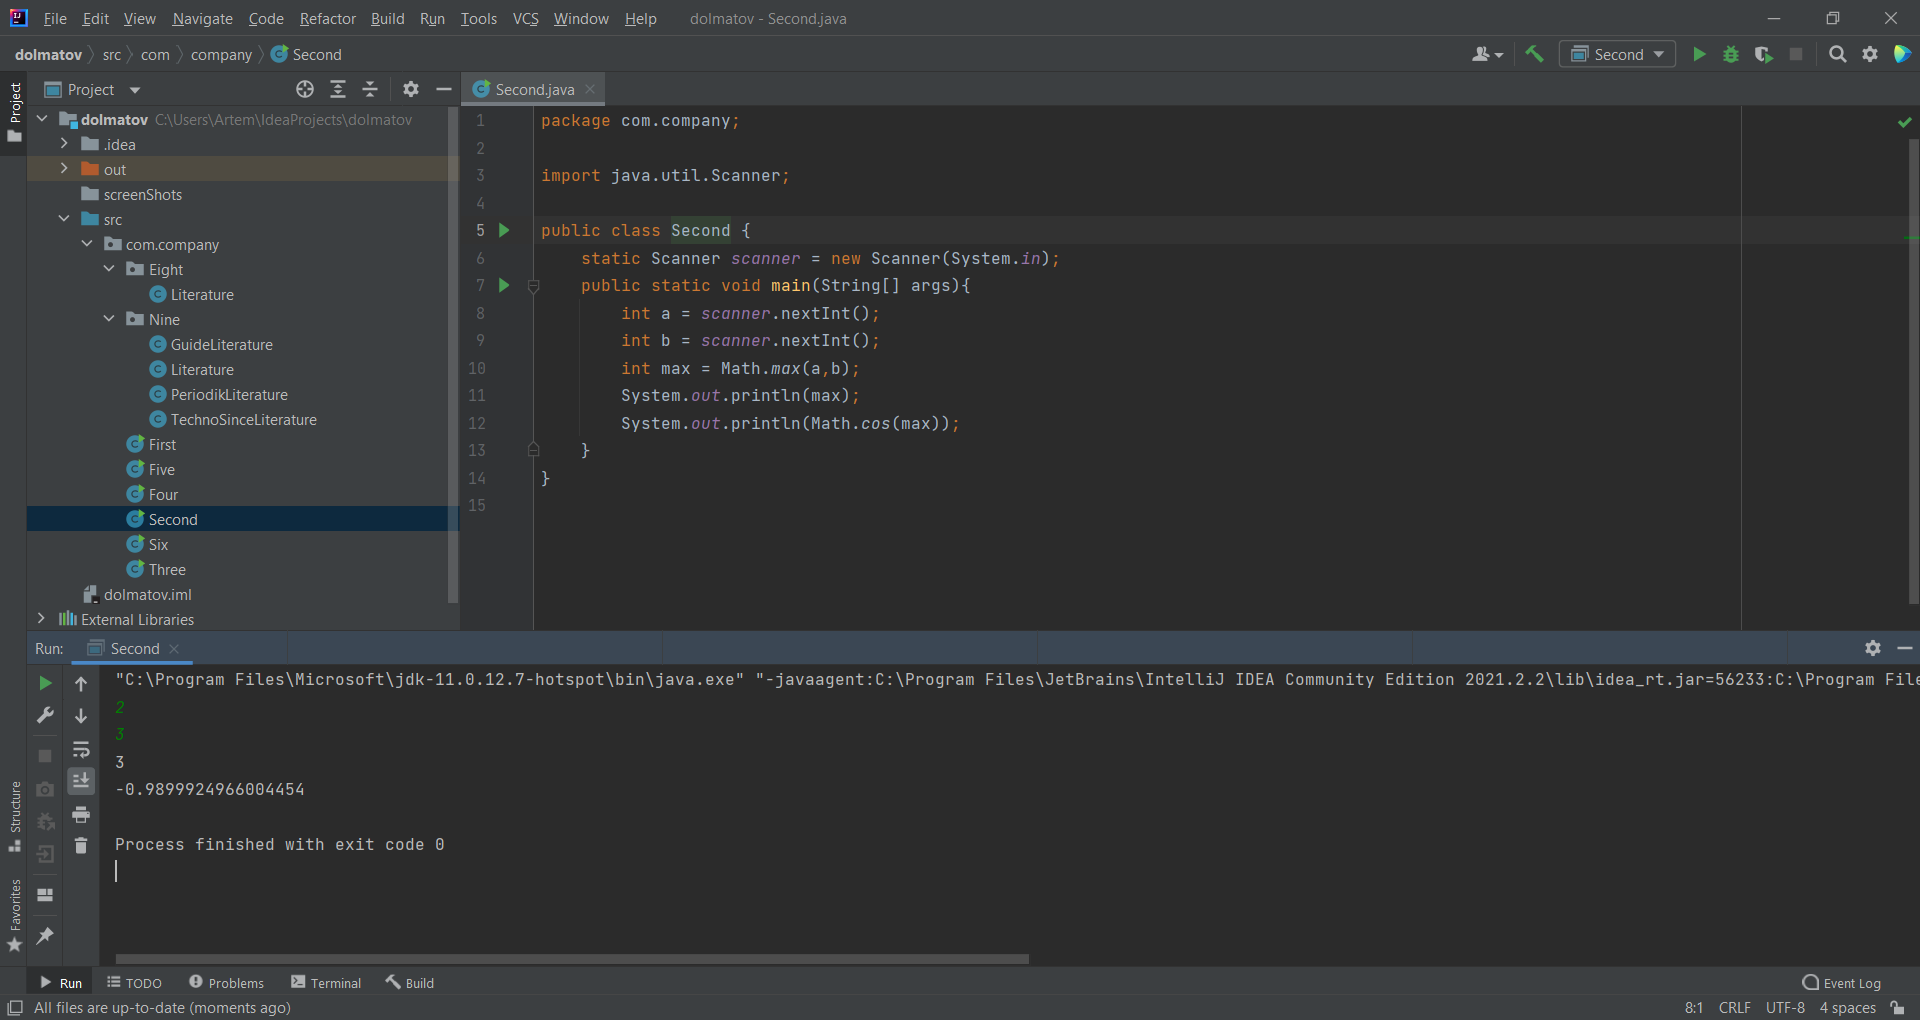 File Edit View Navigate Code Refactor Build Run Tools VCS Window Help dolmatov - Second.java
dolmatov src com company Second
Second
Project
Project
Second.java
dolmatov C:\Users\Artem\IdeaProjects\dolmatov
.idea
out
screenShots
src
com.company
Eight
Literature
Nine
GuideLiterature
Literature
PeriodikLiterature
TechnoSinceLiterature
First
Five
Four
Second
Six
Three
dolmatov.iml
External Libraries
1 package com.company;
2
3 import java.util.Scanner;
4
5 public class Second {
6 static Scanner scanner = new Scanner(System.in);
7 public static void main(String[] args){
8 int a = scanner.nextInt();
9 int b = scanner.nextInt();
10 int max = Math.max(a,b);
11 System.out.println(max);
12 System.out.println(Math.cos(max));
13 }
14 }
15
Run: Second
"C:\Program Files\Microsoft\jdk-11.0.12.7-hotspot\bin\java.exe" "-javaagent:C:\Program Files\JetBrains\IntelliJ IDEA Community Edition 2021.2.2\lib\idea_rt.jar=56233:C:\Program File
2
3
3
-0.9899924966004454
Process finished with exit code 0
Structure
Favorites
Run TODO Problems Terminal Build Event Log
All files are up-to-date (moments ago) 8:1 CRLF UTF-8 4 spaces